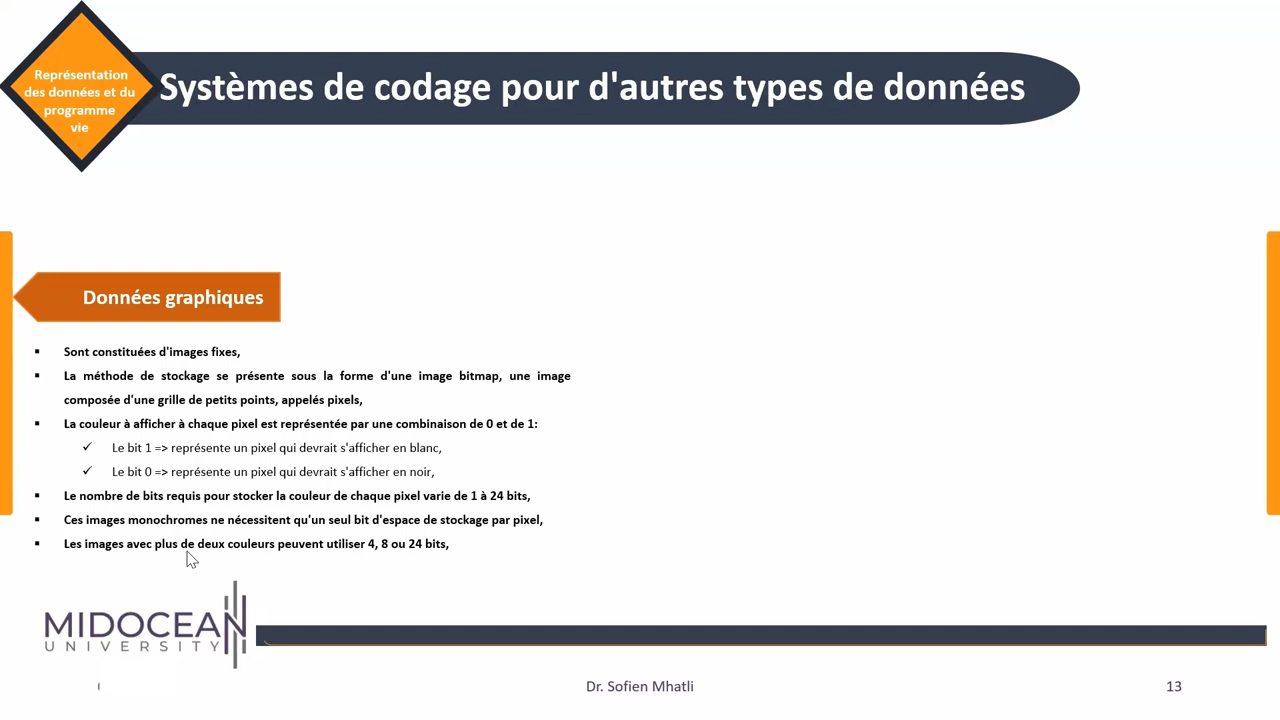 Représentation
des données et du
programme
vie
Systèmes de codage pour d'autres types de données
Données graphiques
▪ Sont constituées d'images fixes,
▪ La méthode de stockage se présente sous la forme d'une image bitmap, une image
composée d'une grille de petits points, appelés pixels,
▪ La couleur à afficher à chaque pixel est représentée par une combinaison de 0 et de 1:
✓ Le bit 1 => représente un pixel qui devrait s'afficher en blanc,
✓ Le bit 0 => représente un pixel qui devrait s'afficher en noir,
▪ Le nombre de bits requis pour stocker la couleur de chaque pixel varie de 1 à 24 bits,
▪ Ces images monochromes ne nécessitent qu'un seul bit d'espace de stockage par pixel,
▪ Les images avec plus de deux couleurs peuvent utiliser 4, 8 ou 24 bits,
MIDOCEAN
UNIVERSITY
Dr. Sofien Mhatli
13